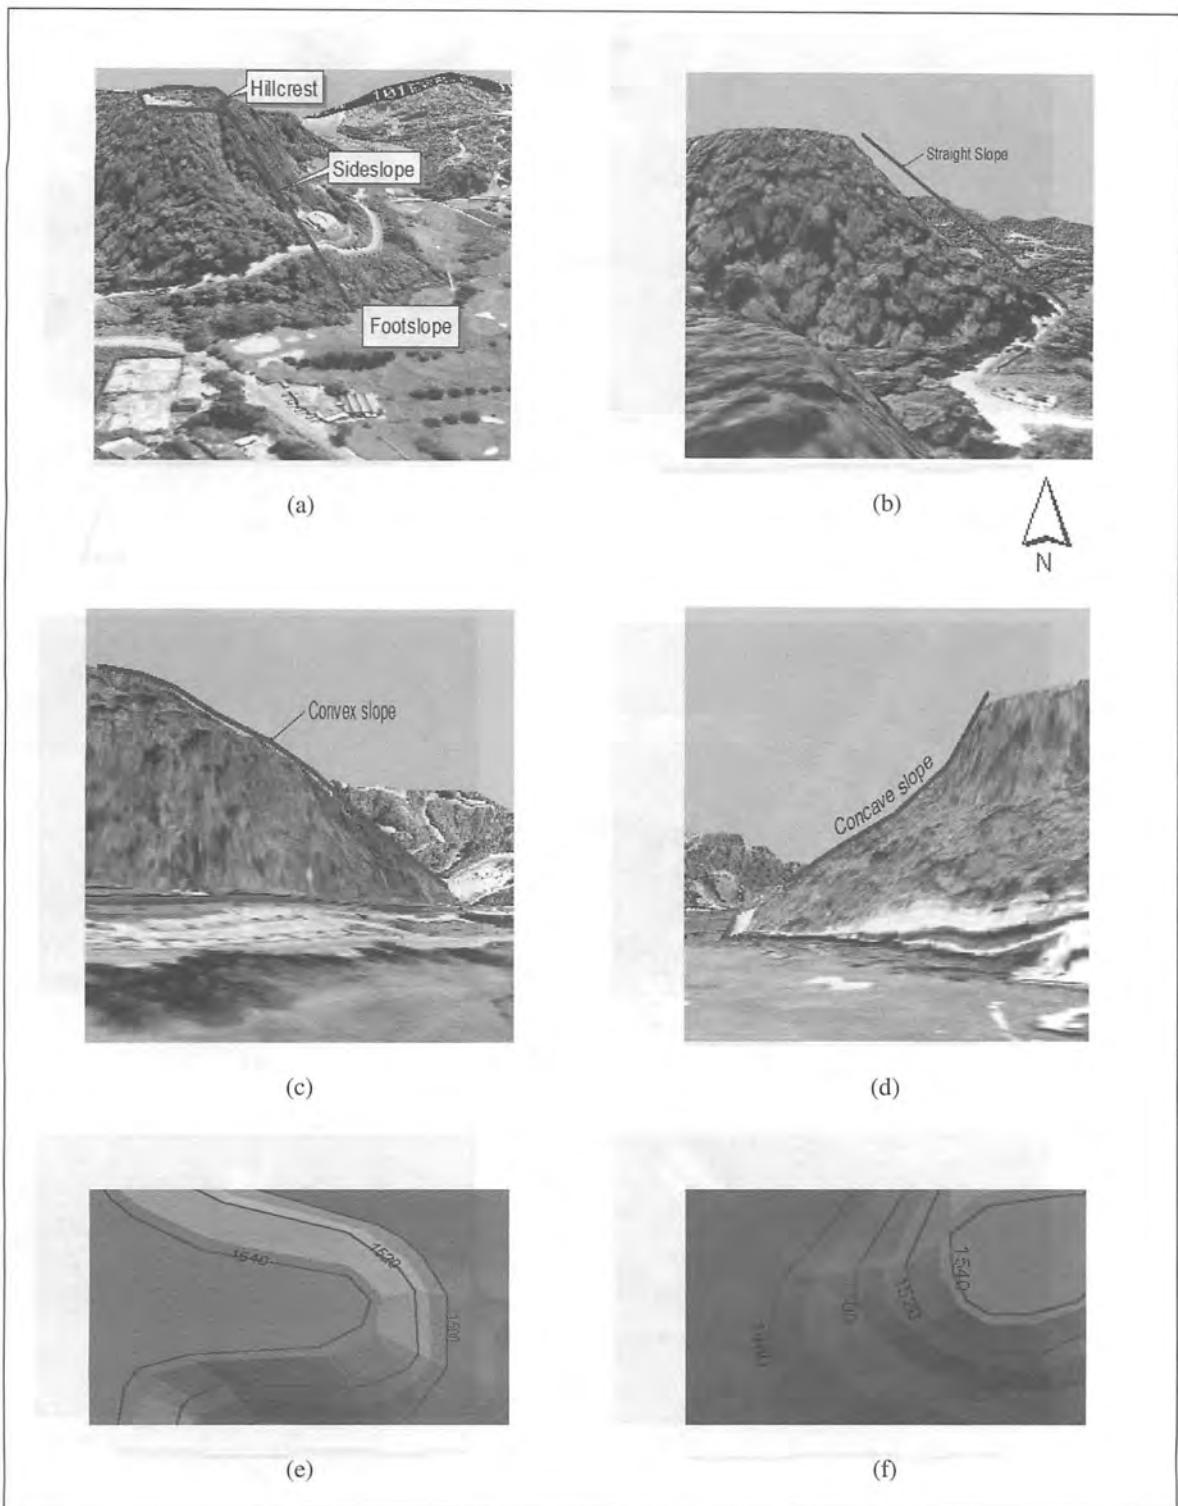 Hillcrest
Sideslope
Footslope
Straight Slope
(a)
(b)
N
Convex slope
Concave slope
(c)
(d)
1540
1520
1500
1540
1520
(e)
(f)